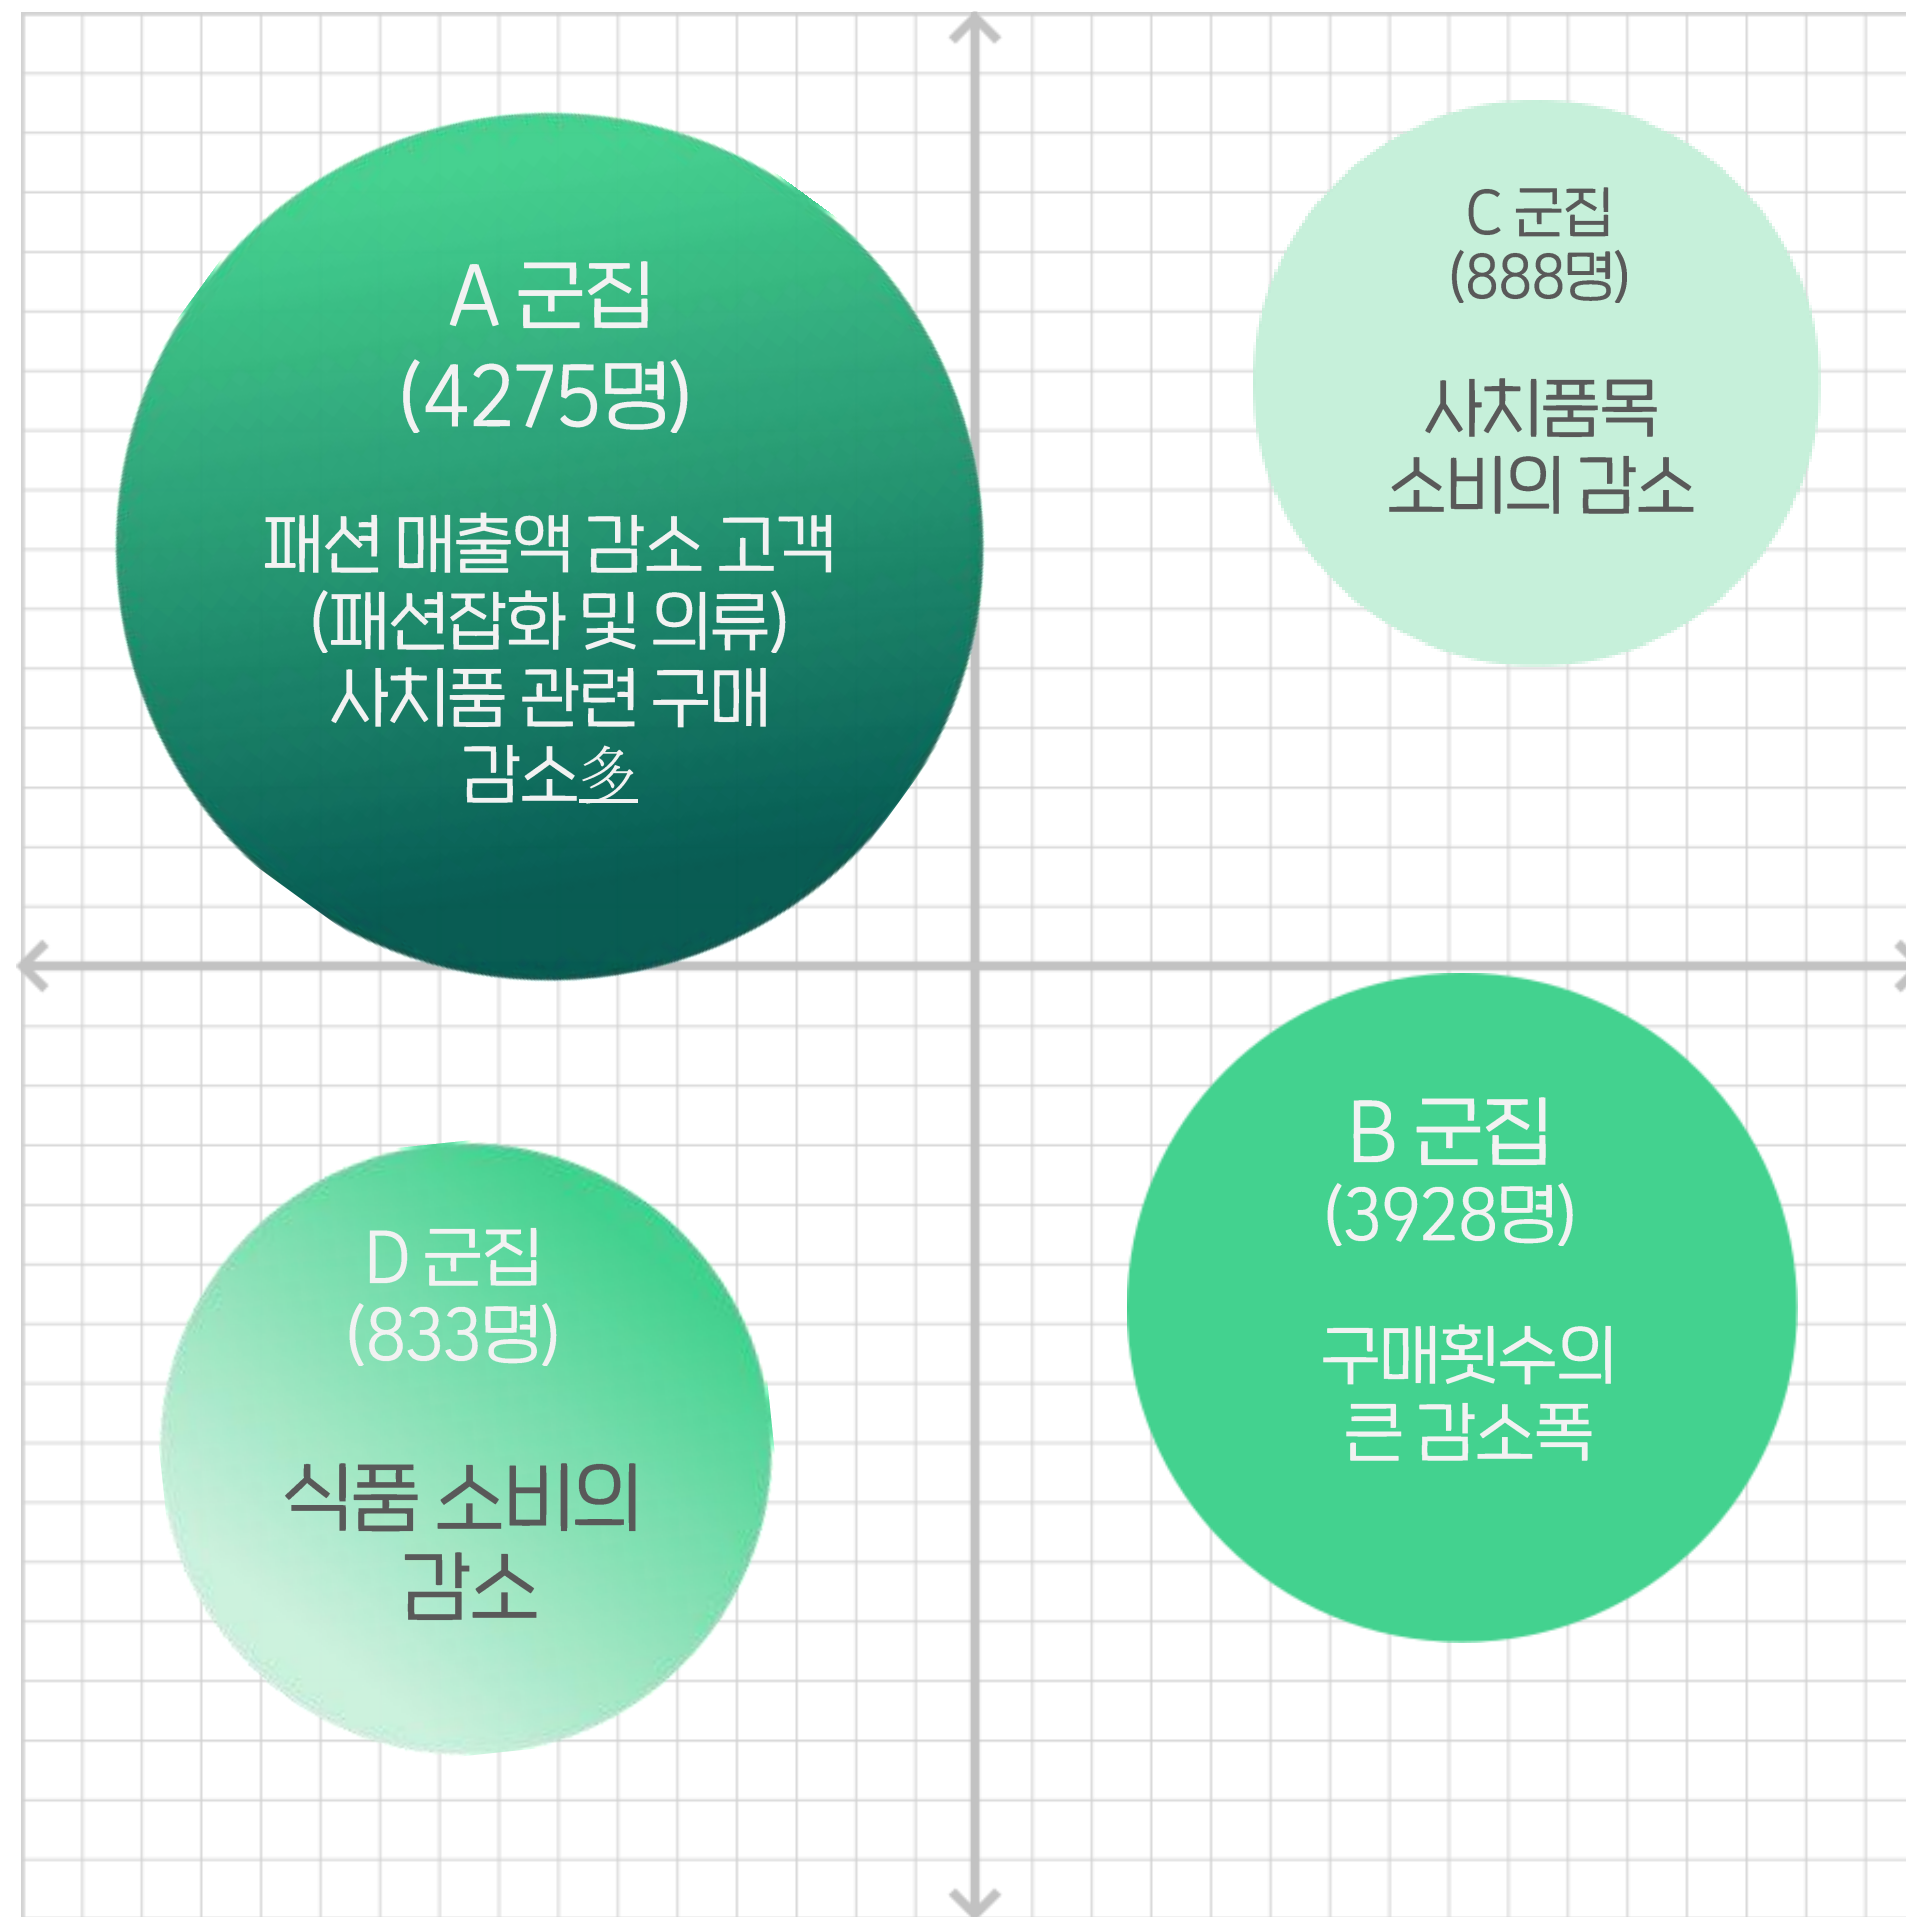 A 군집
(4275명)
패션 매출액 감소 고객
(패션잡화 및 의류)
사치품 관련 구매
감소多
C 군집
(888명)
사치품목
소비의 감소
D 군집
(833명)
식품 소비의
감소
B 군집
(3928명)
구매횟수의
큰 감소폭